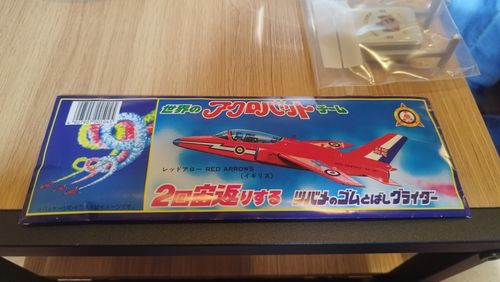 世界のアクロバットチーム
レッドアロー RED ARROWS
(イギリス)
2回宙返りする ツバメのゴムとばしグライダー